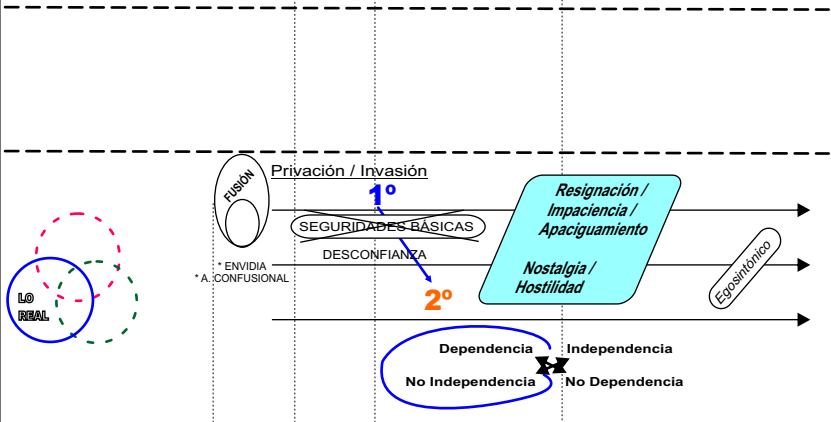 Privación / Invasión
FUSIÓN
1º
SEGURIDADES BÁSICAS
DESCONFIANZA
2º
* ENVIDIA
* A. CONFUSIONAL
LO
REAL
Resignación /
Impaciencia /
Apaciguamiento
Nostalgia /
Hostilidad
Egosintónico
Dependencia
Independencia
No Independencia
No Dependencia